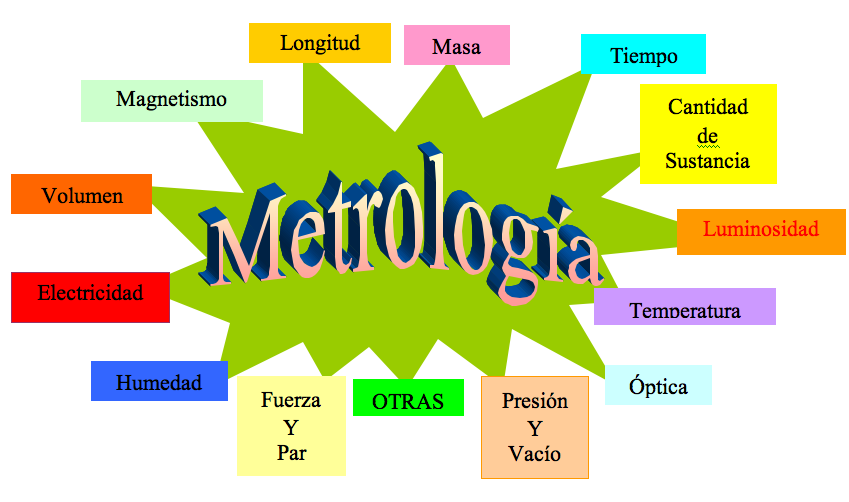 Longitud
Masa
Tiempo
Magnetismo
Cantidad
de
Sustancia
Volumen
Metrología
Luminosidad
Electricidad
Temperatura
Humedad
Fuerza
Y
Par
OTRAS
Presión
Y
Vacío
Óptica